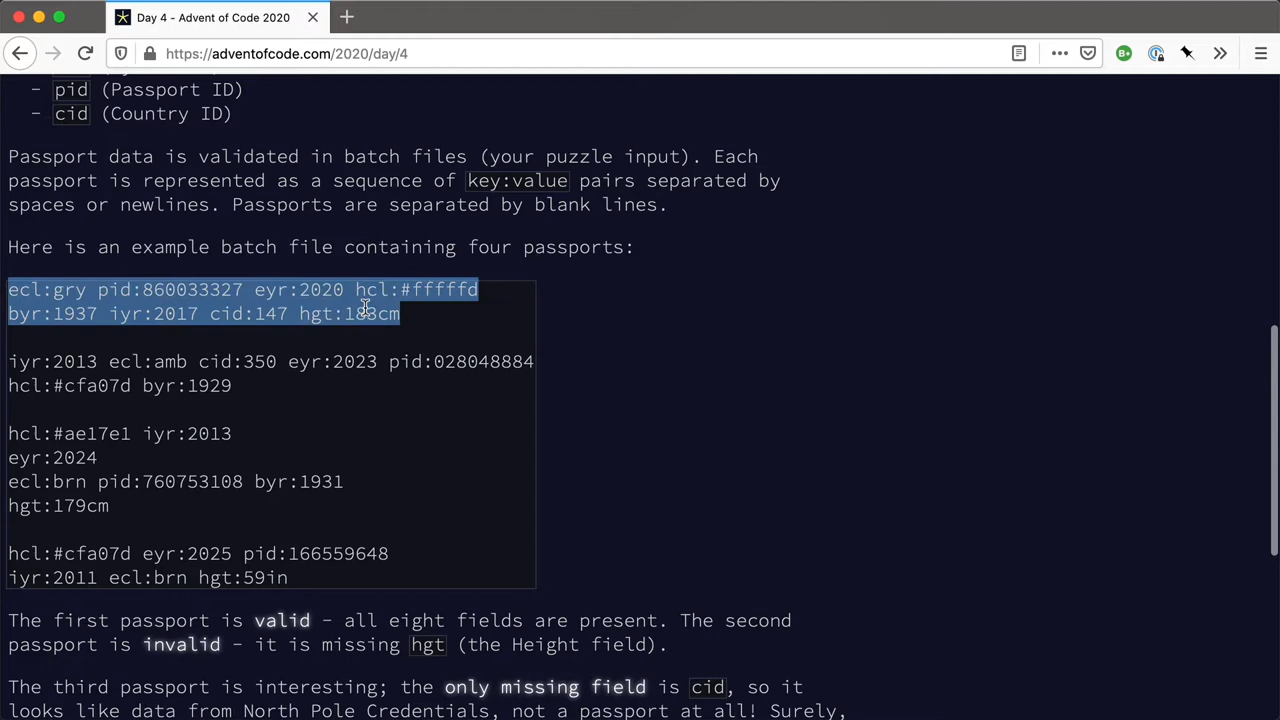 Day 4 - Advent of Code 2020
https://adventofcode.com/2020/day/4
- pid (Passport ID)
- cid (Country ID)
Passport data is validated in batch files (your puzzle input). Each
passport is represented as a sequence of key:value pairs separated by
spaces or newlines. Passports are separated by blank lines.
Here is an example batch file containing four passports:
ecl:gry pid:860033327 eyr:2020 hcl:#fffffd
byr:1937 iyr:2017 cid:147 hgt:183cm
iyr:2013 ecl:amb cid:350 eyr:2023 pid:028048884
hcl:#cfa07d byr:1929
hcl:#ae17e1 iyr:2013
eyr:2024
ecl:brn pid:760753108 byr:1931
hgt:179cm
hcl:#cfa07d eyr:2025 pid:166559648
iyr:2011 ecl:brn hgt:59in
The first passport is valid - all eight fields are present. The second
passport is invalid - it is missing hgt (the Height field).
The third passport is interesting; the only missing field is cid, so it
looks like data from North Pole Credentials, not a passport at all! Surely,